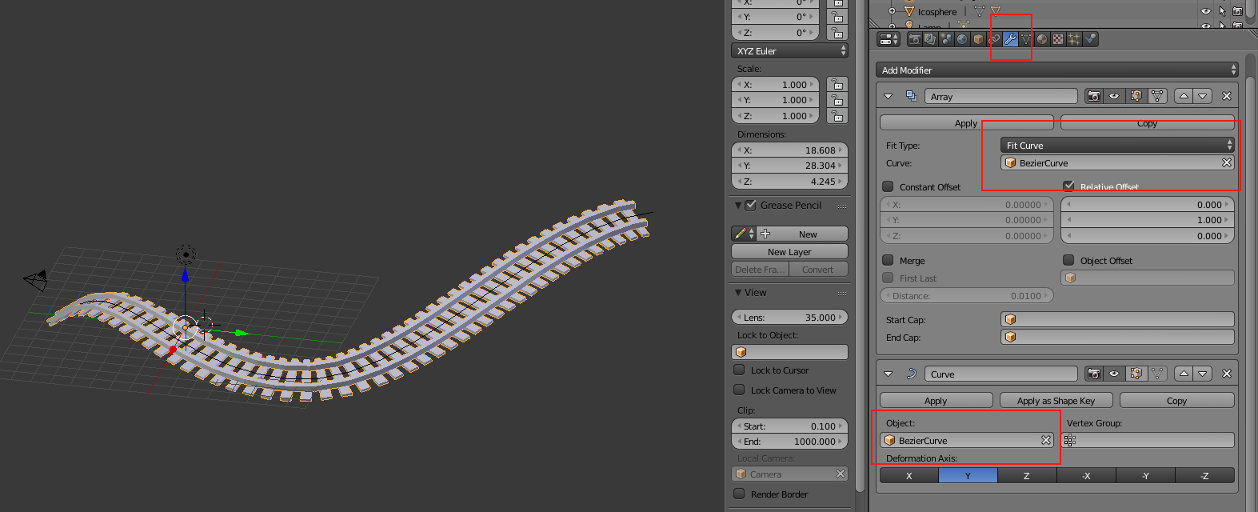 X: 0°
Y: 0°
Z: 0°
XYZ Euler
Scale:
X: 1.000
Y: 1.000
Z: 1.000
Dimensions:
X: 18.608
Y: 28.304
Z: 4.245
Grease Pencil
New
New Layer
Delete Fra... Convert
View
Lens: 35.000
Lock to Object:
Lock to Cursor
Lock Camera to View
Clip:
Start: 0.100
End: 1000.000
Local Camera:
Camera
Render Border
Icosphere
Lamp
Add Modifier
Array
Apply Copy
Fit Type: Fit Curve
Curve: BezierCurve
Constant Offset Relative Offset
X: 0.00000 0.000
Y: 0.00000 1.000
Z: 0.00000 0.000
Merge Object Offset
First Last
Distance: 0.0100
Start Cap:
End Cap:
Curve
Apply Apply as Shape Key Copy
Object: Vertex Group:
BezierCurve
Deformation Axis:
X Y Z -X -Y -Z